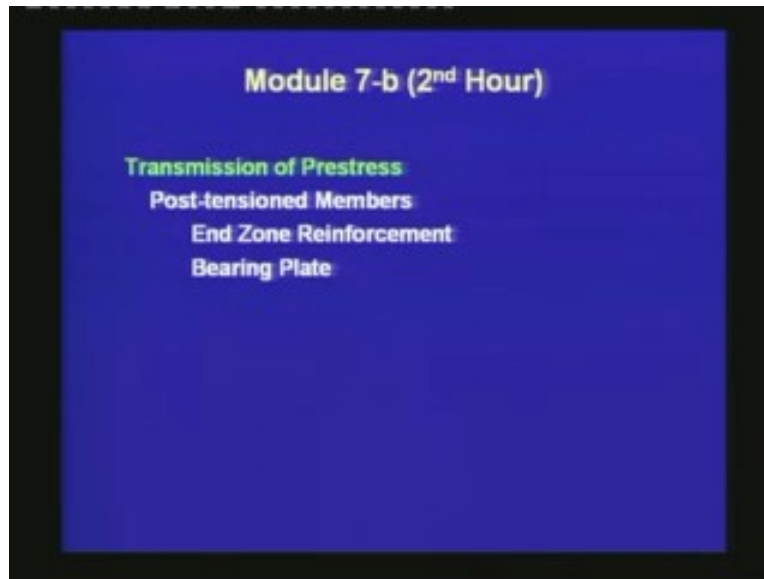 Module 7-b (2nd Hour)
Transmission of Prestress
Post-tensioned Members
End Zone Reinforcement
Bearing Plate